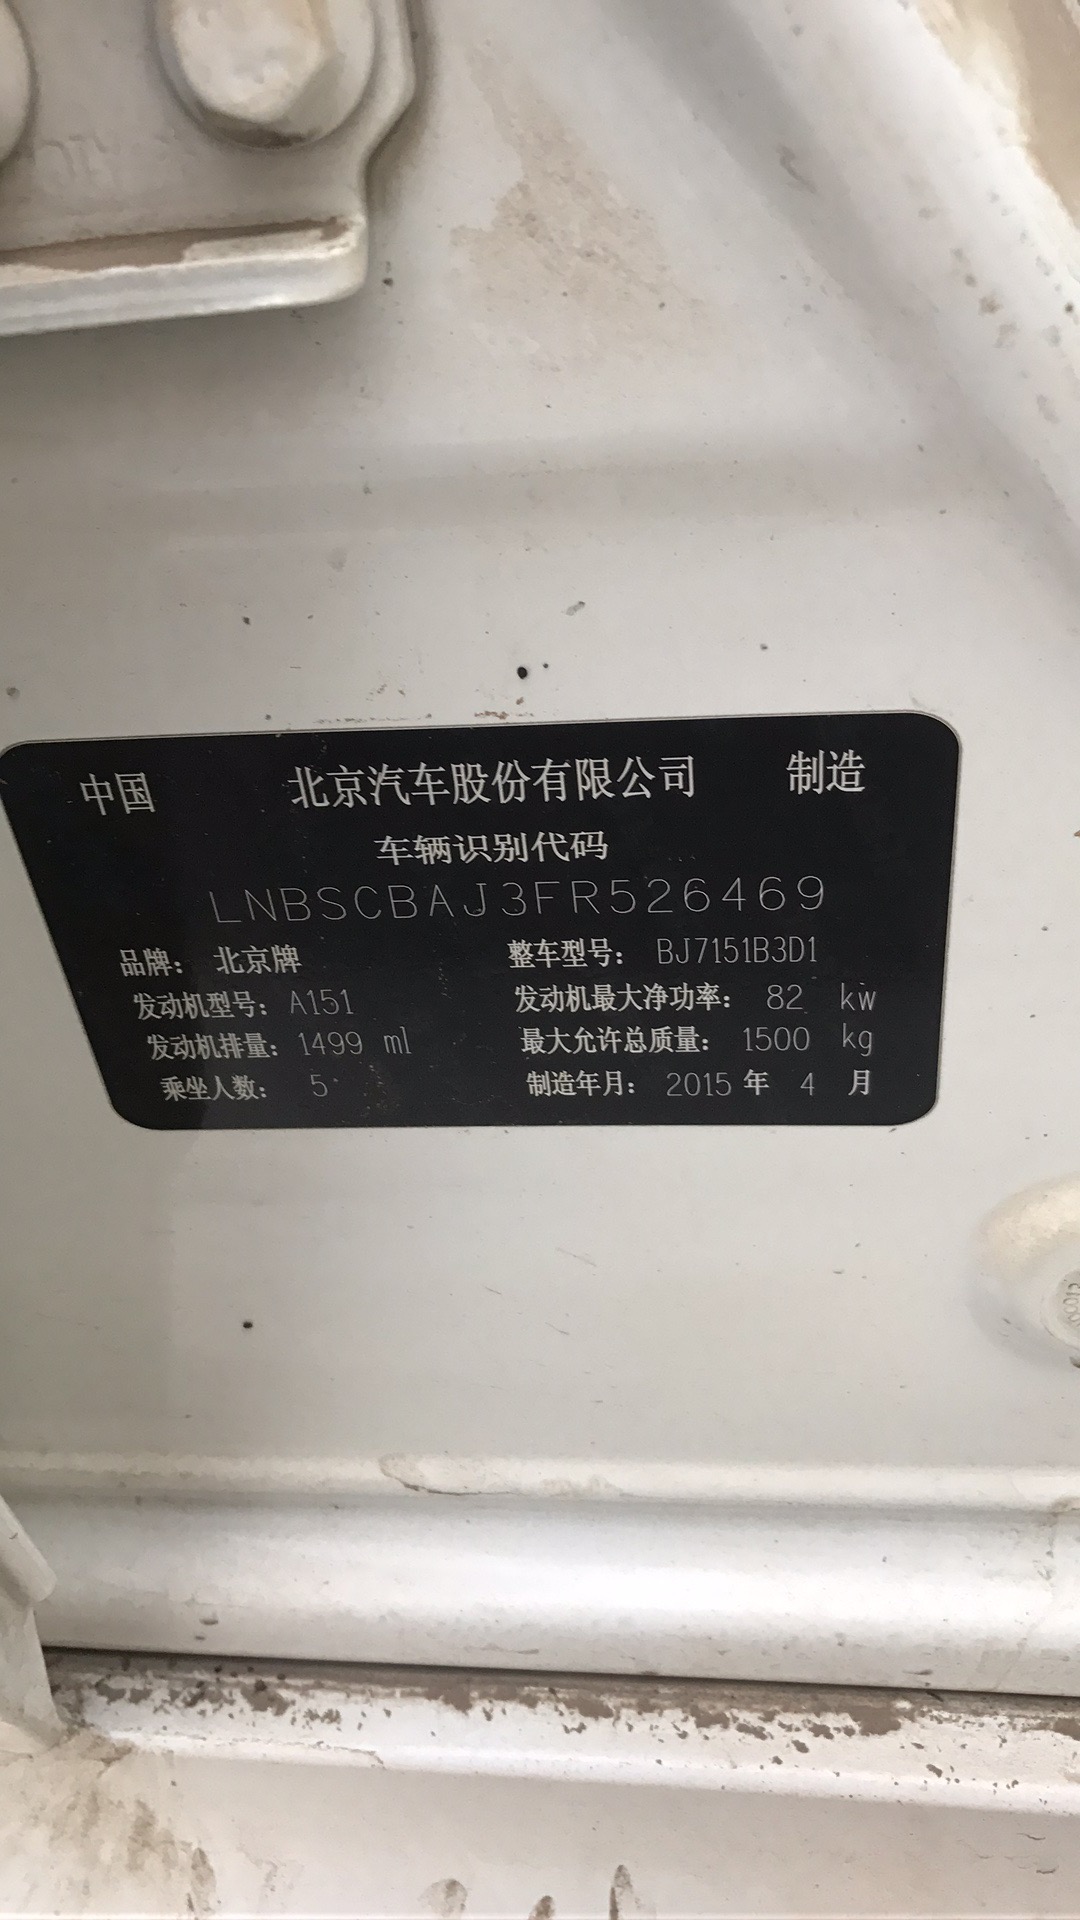 中国 北京汽车股份有限公司 制造
车辆识别代码
LNBSCBAJ3FR526469
品牌： 北京牌 整车型号： BJ7151B3D1
发动机型号： A151 发动机最大净功率： 82 kw
发动机排量： 1499 ml 最大允许总质量： 1500 kg
乘坐人数： 5 制造年月： 2015 年 4 月